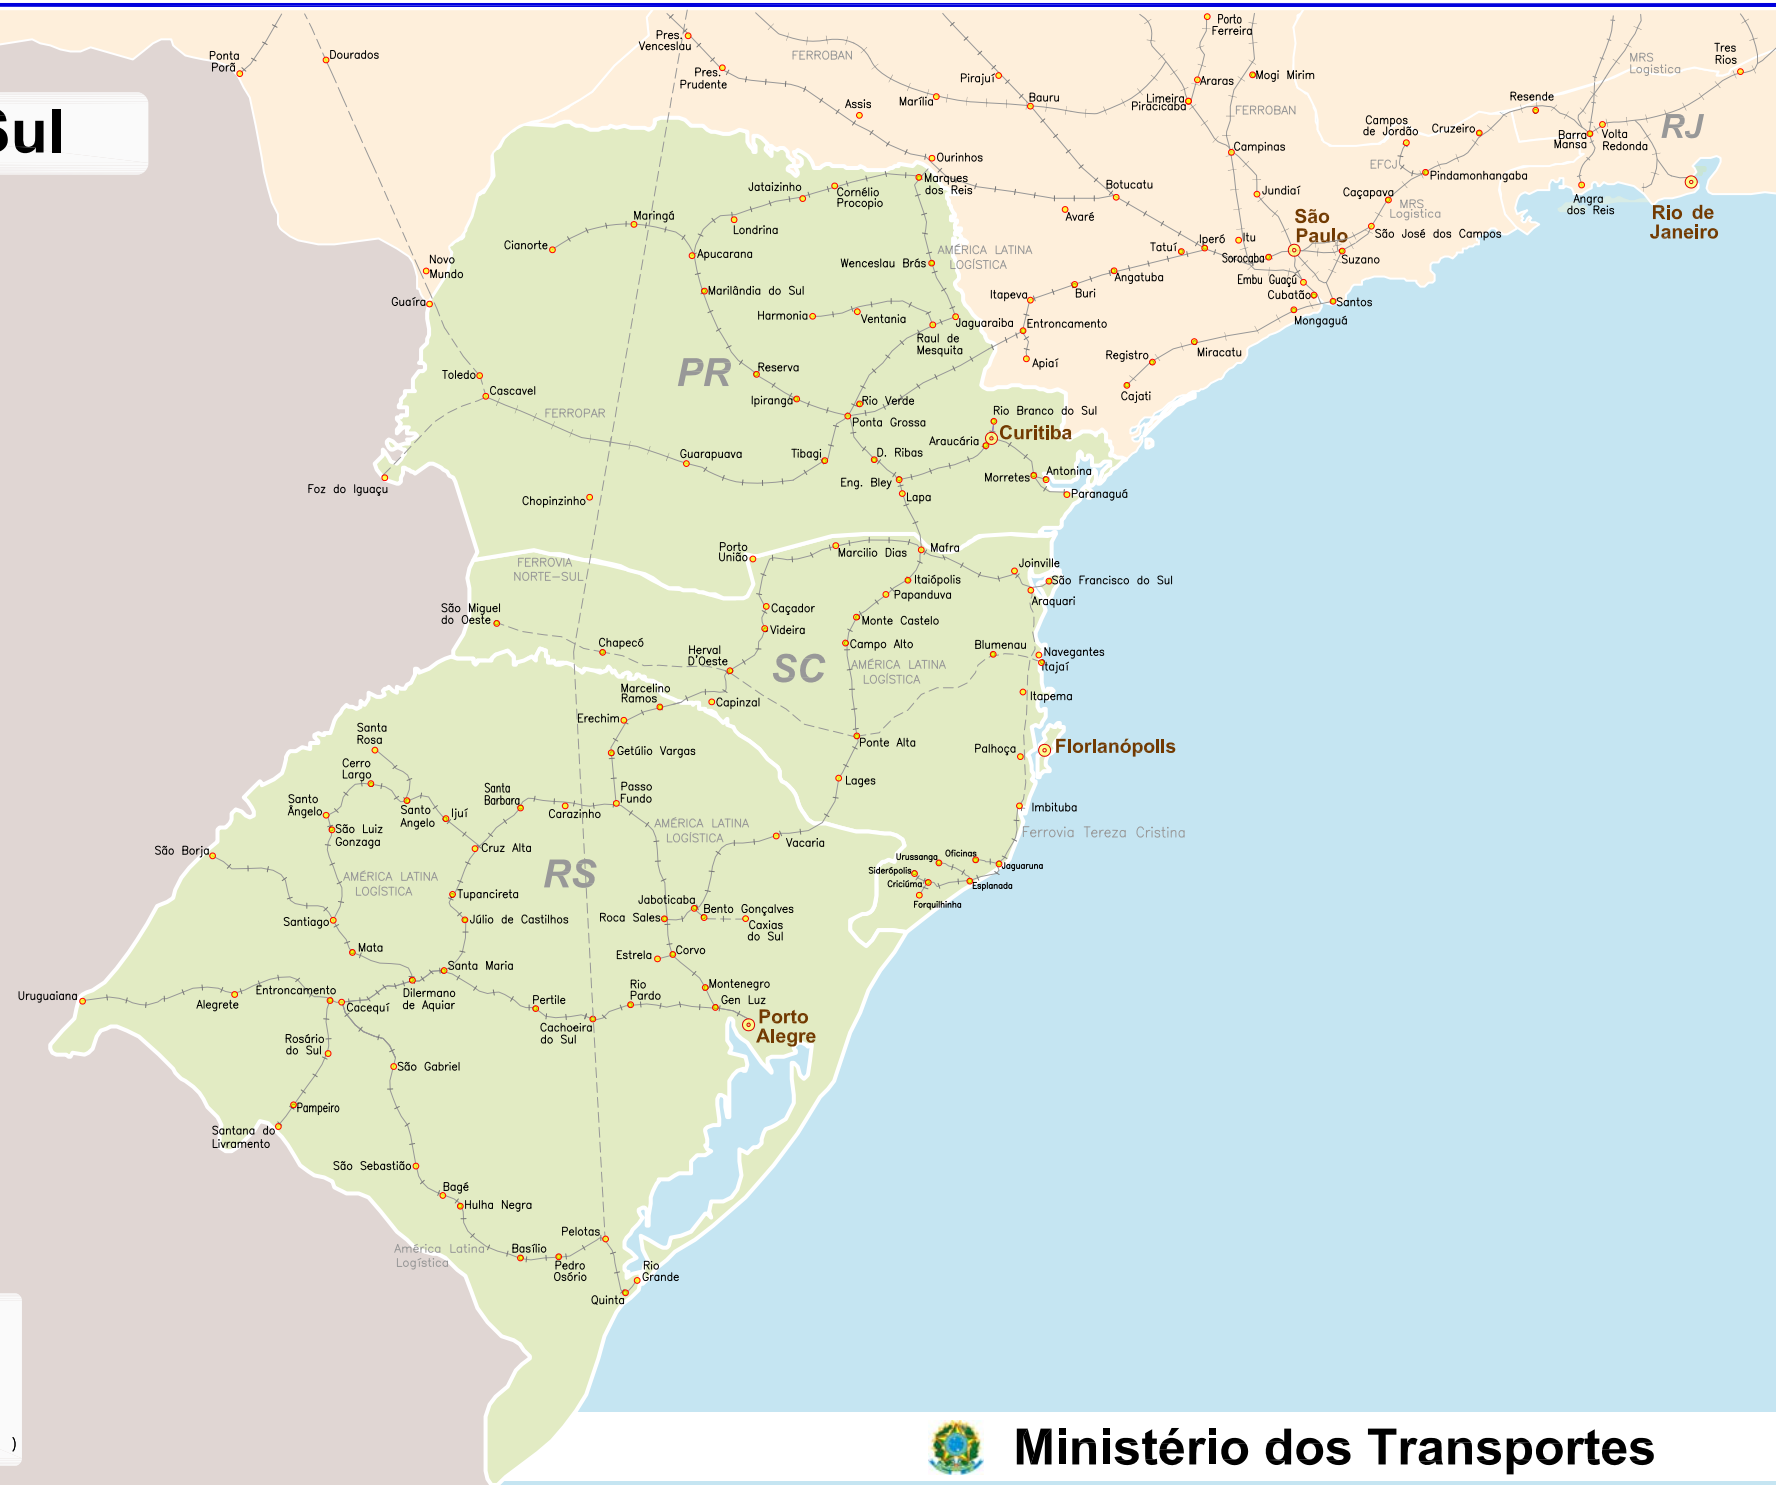 Sul
Ponta
Porã
Dourados
Pres.
Venceslau
Pres.
Prudente
FERROBAN
Assis
Marília
Pirajuí
Bauru
Porto
Ferreira
Araras
Mogi Mirim
Limeira
Piracicaba
FERROBAN
Campinas
Campos
de Jordão
Cruzeiro
Resende
MRS
Logistica
Tres
Rios
Barra
Mansa
Volta
Redonda
RJ
EFCJ
Pindamonhangaba
Caçapava
MRS
Logistica
Angra
dos Reis
Rio de
Janeiro
Ourinhos
Marques
dos Reis
Jataizinho
Cornélio
Procopio
Botucatu
Jundiaí
Avaré
São
Paulo
São José dos Campos
Maringá
Londrina
Cianorte
Apucarana
AMÉRICA LATINA
LOGÍSTICA
Wenceslau Brás
Tatuí
Iperó
Itu
Sorocaba
Suzano
Embu Guaçú
Cubatão
Santos
Mongaguá
Novo
Mundo
Guaíra
Marilândia do Sul
Angatuba
Buri
Itapeva
Harmonia
Ventania
Jaguaraiba
Raul de
Mesquita
Entroncamento
Apiaí
Registro
Miracatu
Cajati
PR
Toledo
Cascavel
Reserva
Ipiranga
Rio Verde
Ponta Grossa
FERROPAR
Rio Branco do Sul
Curitiba
Araucária
Guarapuava
Tibagi
D. Ribas
Eng. Bley
Lapa
Morretes
Antonina
Paranaguá
Foz do Iguaçu
Chopinzinho
Porto
União
Marcilio Dias
Mafra
FERROVIA
NORTE-SUL
Joinville
São Francisco do Sul
Araquari
Itaiópolis
Papanduva
São Miguel
do Oeste
Caçador
Videira
Monte Castelo
Campo Alto
Chapecó
Herval
D'Oeste
SC
AMÉRICA LATINA
LOGÍSTICA
Blumenau
Navegantes
Itajaí
Itapema
Marcelino
Ramos
Capinzal
Erechim
Getúlio Vargas
Ponte Alta
Palhoça
Florlanópolls
Santa
Rosa
Cerro
Largo
Santo
Ângelo
Santo
Angelo
Ijuí
Santa
Barbara
Carazinho
Passo
Fundo
Lages
Imbituba
Ferrovia Tereza Cristina
São Luiz
Gonzaga
São Borja
Cruz Alta
AMÉRICA LATINA
LOGÍSTICA
Vacaria
RS
Urussanga
Oficinas
Jaguaruna
Siderópolis
Criciúma
Esplanada
Forquilhinha
AMÉRICA LATINA
LOGÍSTICA
Tupancireta
Júlio de Castilhos
Santiago
Mata
Jaboticaba
Bento Gonçalves
Roca Sales
Caxias
do Sul
Estrela
Corvo
Santa Maria
Montenegro
Gen Luz
Porto
Alegre
Uruguaiana
Alegrete
Entroncamento
Cacequí
Dilermano
de Aquiar
Pertile
Rio
Pardo
Cachoeira
do Sul
Rosário
do Sul
São Gabriel
Pampeiro
Santana do
Livramento
São Sebastião
Bagé
Hulha Negra
América Latina
Logística
Basílio
Pedro
Osório
Pelotas
Rio
Grande
Quinta
)
Ministério dos Transportes